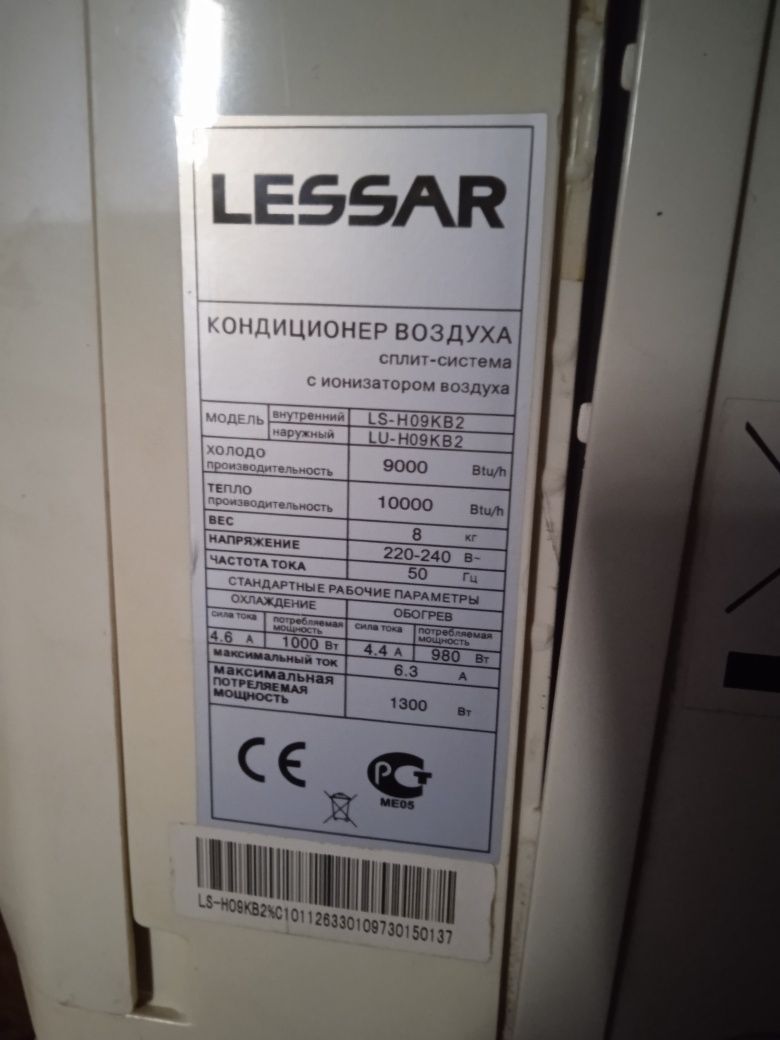 LESSAR
КОНДИЦИОНЕР ВОЗДУХА
сплит-система
с ионизатором воздуха
МОДЕЛЬ внутренний LS-H09KB2
наружный LU-H09KB2
ХОЛОДО
производительность 9000 Btu/h
ТЕПЛО
производительность 10000 Btu/h
ВЕС 8 кг
НАПРЯЖЕНИЕ 220-240 В~
ЧАСТОТА ТОКА 50 Гц
СТАНДАРТНЫЕ РАБОЧИЕ ПАРАМЕТРЫ
ОХЛАЖДЕНИЕ ОБОГРЕВ
сила тока потребляемая мощность сила тока потребляемая мощность
4.6 А 1000 Вт 4.4 А 980 Вт
максимальный ток 6.3 А
максимальная
ПОТРЕЛЯЕМАЯ
МОЩНОСТЬ 1300 Вт
CE РСТ
МЕ05
LS-H09KB2%C101126330109730150137